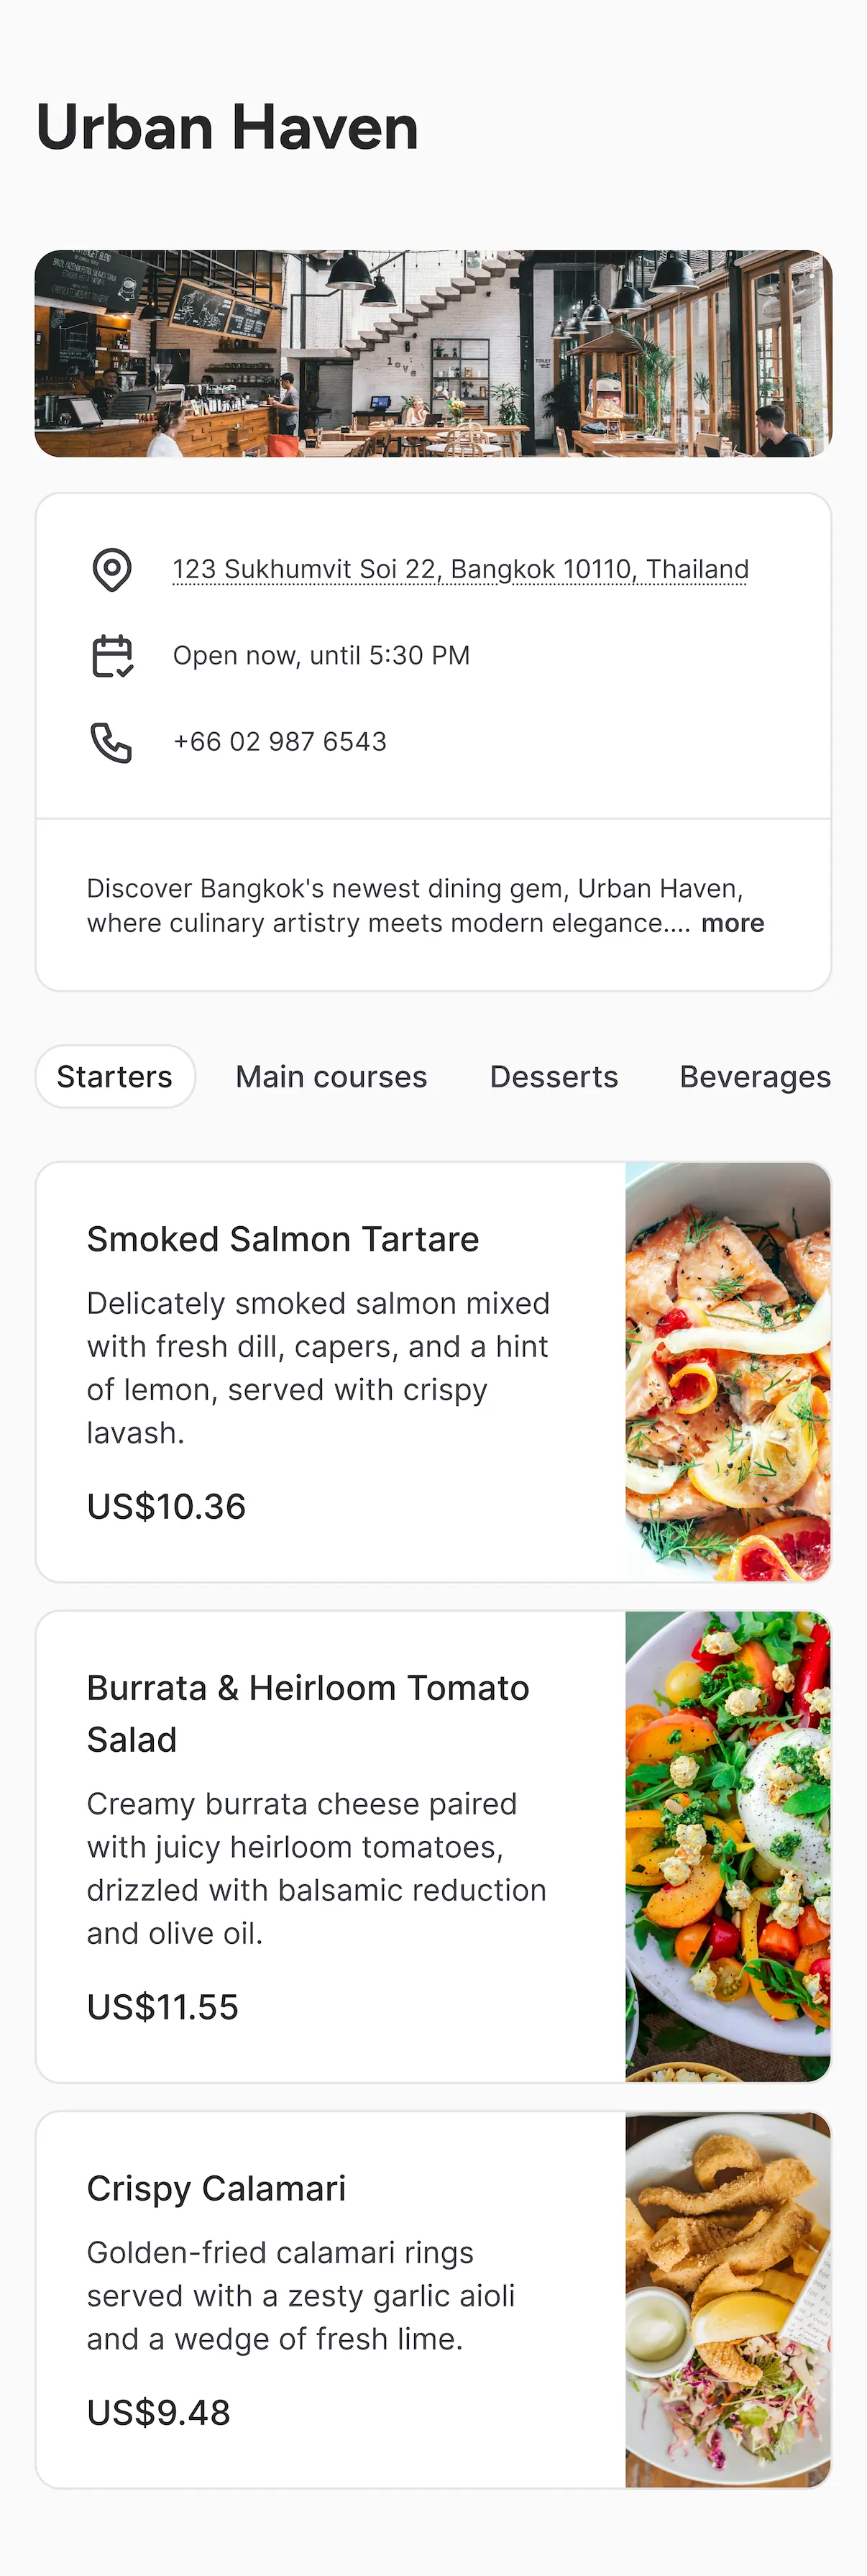 Urban Haven
love
TOILET
123 Sukhumvit Soi 22, Bangkok 10110, Thailand
Open now, until 5:30 PM
+66 02 987 6543
Discover Bangkok's newest dining gem, Urban Haven,
where culinary artistry meets modern elegance.... more
Starters Main courses Desserts Beverages
Smoked Salmon Tartare
Delicately smoked salmon mixed
with fresh dill, capers, and a hint
of lemon, served with crispy
lavash.
US$10.36
Burrata & Heirloom Tomato
Salad
Creamy burrata cheese paired
with juicy heirloom tomatoes,
drizzled with balsamic reduction
and olive oil.
US$11.55
Crispy Calamari
Golden-fried calamari rings
served with a zesty garlic aioli
and a wedge of fresh lime.
US$9.48